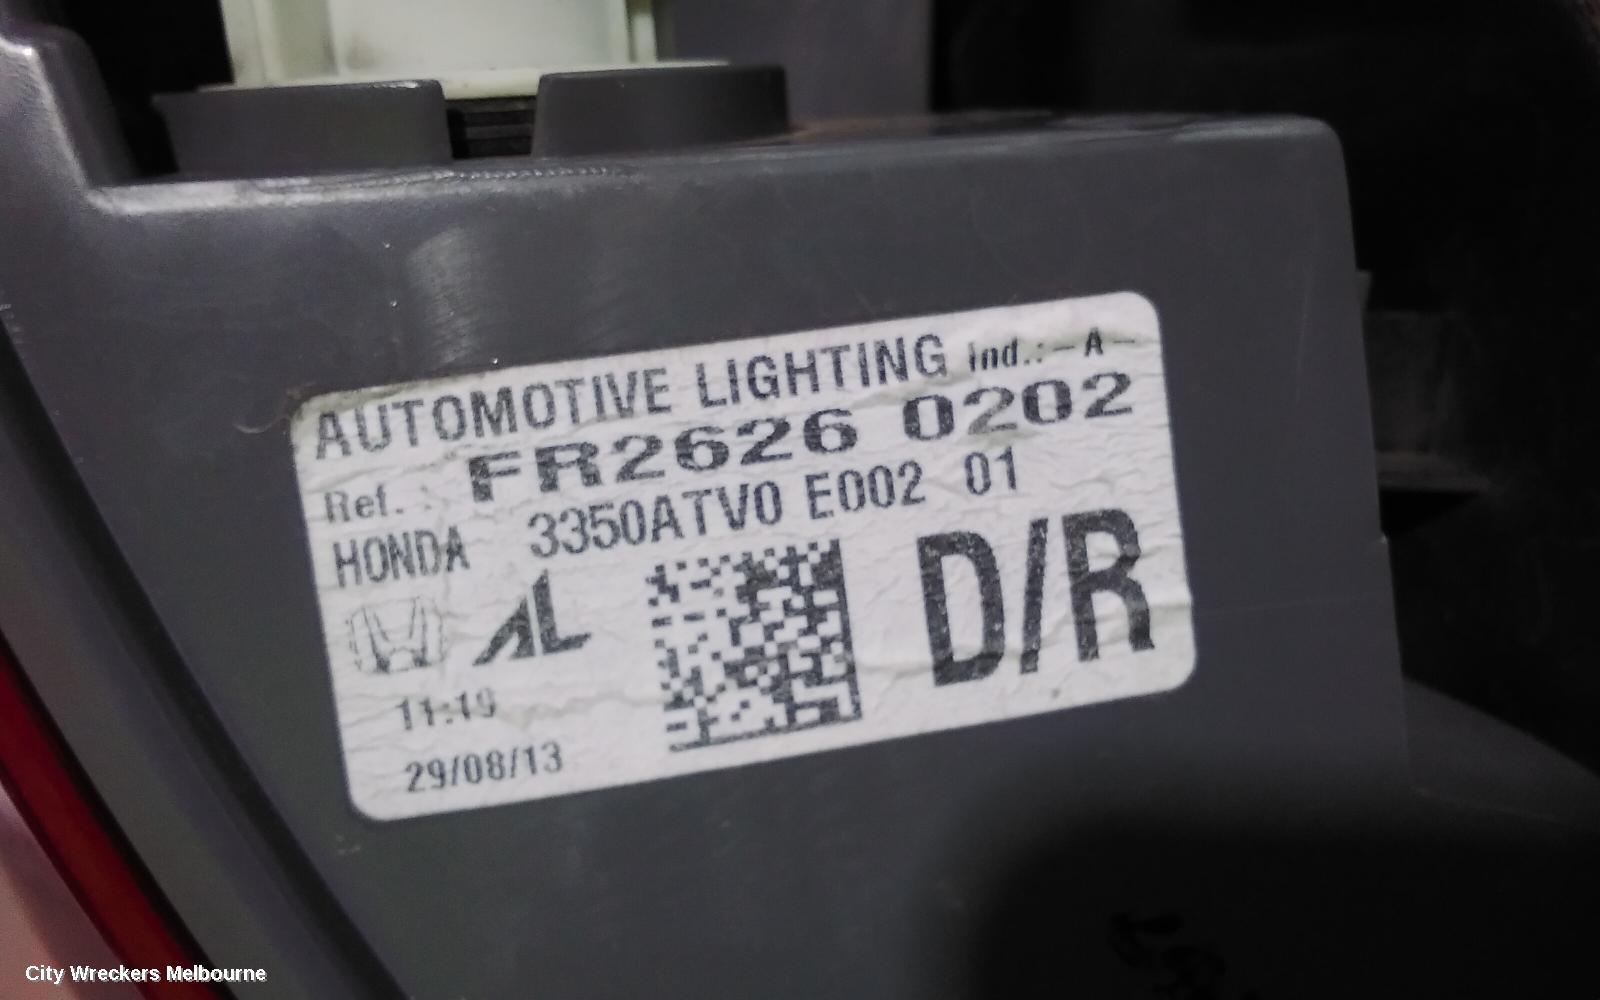 AUTOMOTIVE LIGHTING ind.:-A-
Ref. : FR2626 0202
HONDA 3350ATV0 E002 01
AL D/R
11:19
29/08/13
City Wreckers Melbourne